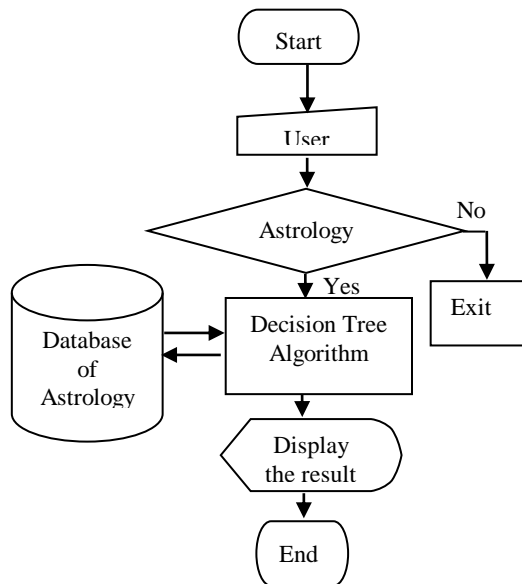 Start
User
Astrology
No
Yes
Exit
Decision Tree
Algorithm
Database
of
Astrology
Display
the result
End